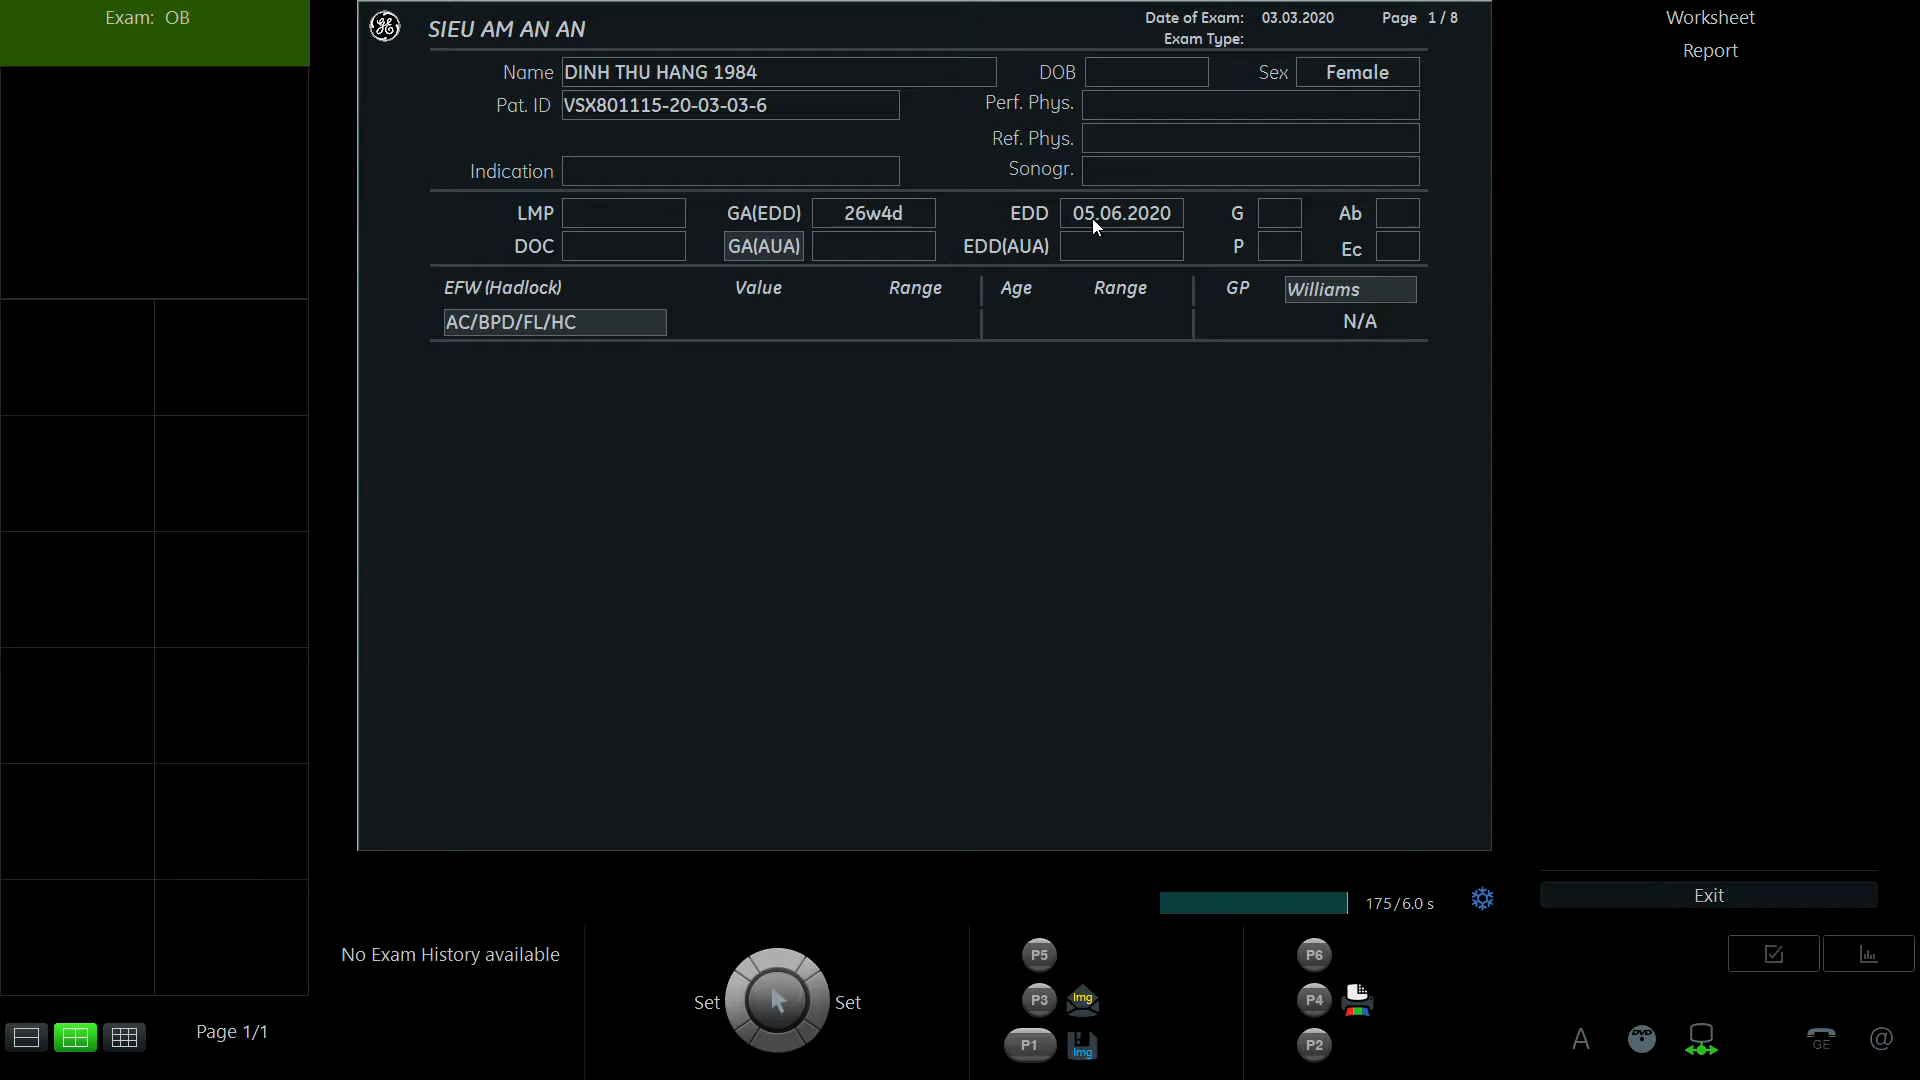 Exam: OB
SIEU AM AN AN
Date of Exam: 03.03.2020 Page 1 / 8
Exam Type:
Name DINH THU HANG 1984 DOB Sex Female
Pat. ID VSX801115-20-03-03-6 Perf. Phys.
Ref. Phys.
Indication Sonogr.
LMP GA(EDD) 26w4d EDD 05.06.2020 G Ab
DOC GA(AUA) EDD(AUA) P Ec
EFW (Hadlock) Value Range Age Range GP Williams
AC/BPD/FL/HC N/A
Worksheet
Report
175/6.0 s
Exit
No Exam History available
Set Set
P5
P3 Img
P1 Img
P6
P4
P2
Page 1/1
A DVD GE @